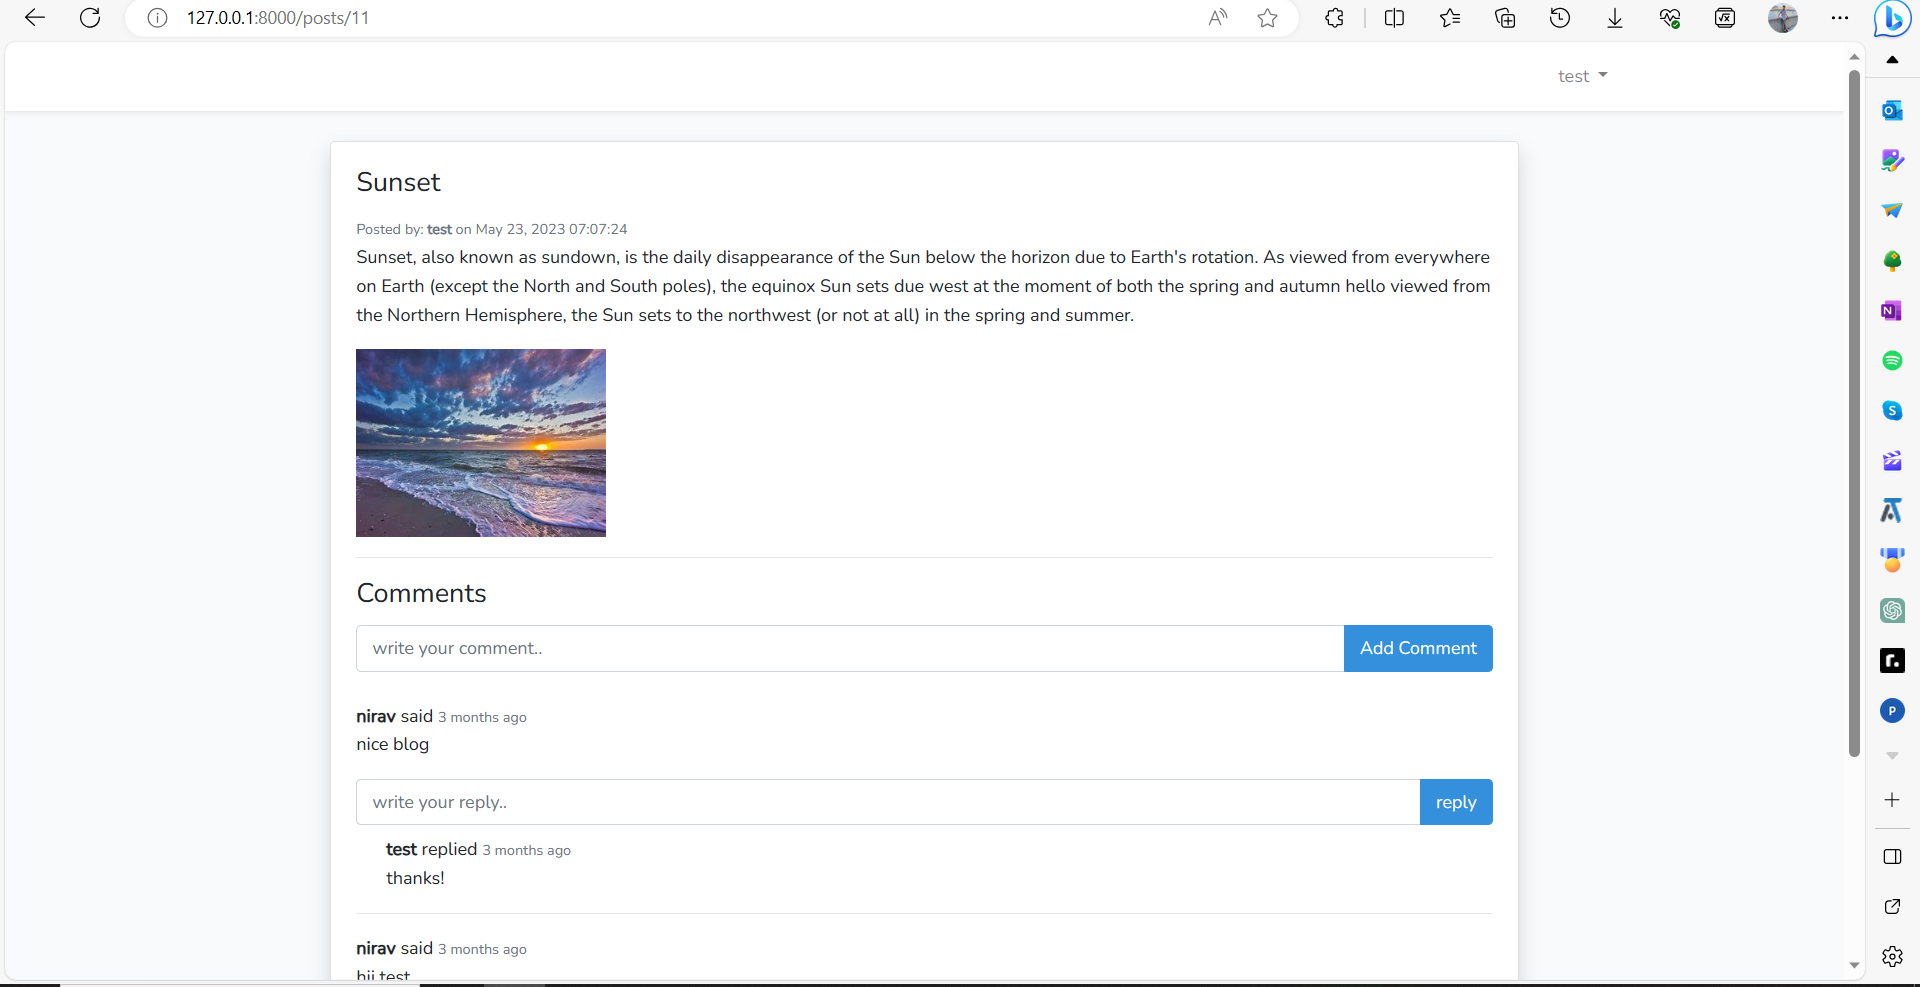 127.0.0.1:8000/posts/11
test
Sunset
Posted by: test on May 23, 2023 07:07:24
Sunset, also known as sundown, is the daily disappearance of the Sun below the horizon due to Earth's rotation. As viewed from everywhere
on Earth (except the North and South poles), the equinox Sun sets due west at the moment of both the spring and autumn hello viewed from
the Northern Hemisphere, the Sun sets to the northwest (or not at all) in the spring and summer.
Comments
write your comment..
Add Comment
nirav said 3 months ago
nice blog
write your reply..
reply
test replied 3 months ago
thanks!
nirav said 3 months ago
hii test